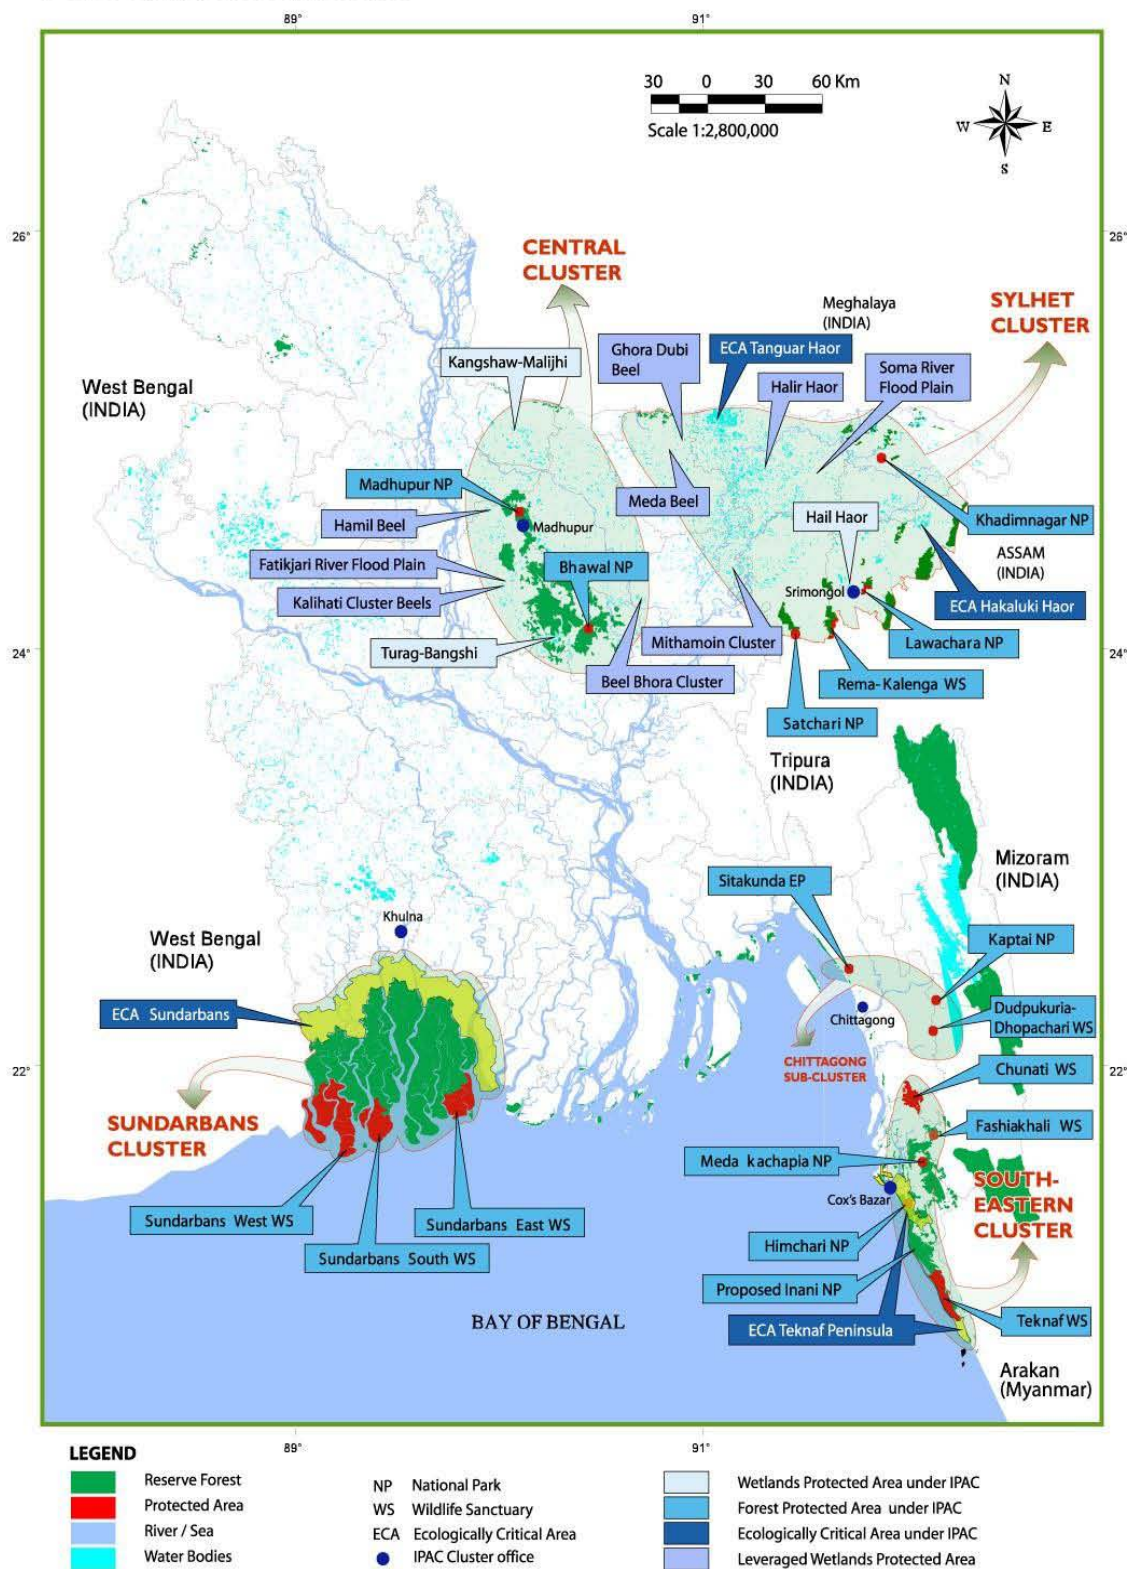 89°
91°
30 0 30 60 Km
Scale 1:2,800,000
N
W
E
S
26°
26°
CENTRAL
CLUSTER
Meghalaya
(INDIA)
SYLHET
CLUSTER
Ghora Dubi
Beel
ECA Tanguar Haor
Kangshaw-Malijhi
Halir Haor
Soma River
Flood Plain
West Bengal
(INDIA)
Madhupur NP
Meda Beel
Hamil Beel
Madhupur
Hail Haor
Khadimnagar NP
Fatikjari River Flood Plain
Bhawal NP
ASSAM
(INDIA)
Kalihati Cluster Beels
Srimongol
ECA Hakaluki Haor
Turag-Bangshi
Mithamoin Cluster
Lawachara NP
24°
24°
Beel Bhora Cluster
Rema-Kalenga WS
Satchari NP
Tripura
(INDIA)
Mizoram
(INDIA)
Sitakunda EP
Khulna
West Bengal
(INDIA)
Kaptai NP
ECA Sundarbans
Chittagong
Dudpukuria-
Dhopachari WS
CHITTAGONG
SUB-CLUSTER
22°
22°
Chunati WS
SUNDARBANS
CLUSTER
Fashiakhali WS
Meda kachapia NP
SOUTH-
EASTERN
CLUSTER
Cox's Bazar
Sundarbans West WS
Sundarbans East WS
Himchari NP
Sundarbans South WS
Proposed Inani NP
BAY OF BENGAL
ECA Teknaf Peninsula
Teknaf WS
Arakan
(Myanmar)
89°
91°
LEGEND
Reserve Forest
Protected Area
River / Sea
Water Bodies
NP National Park
WS Wildlife Sanctuary
ECA Ecologically Critical Area
IPAC Cluster office
Wetlands Protected Area under IPAC
Forest Protected Area under IPAC
Ecologically Critical Area under IPAC
Leveraged Wetlands Protected Area